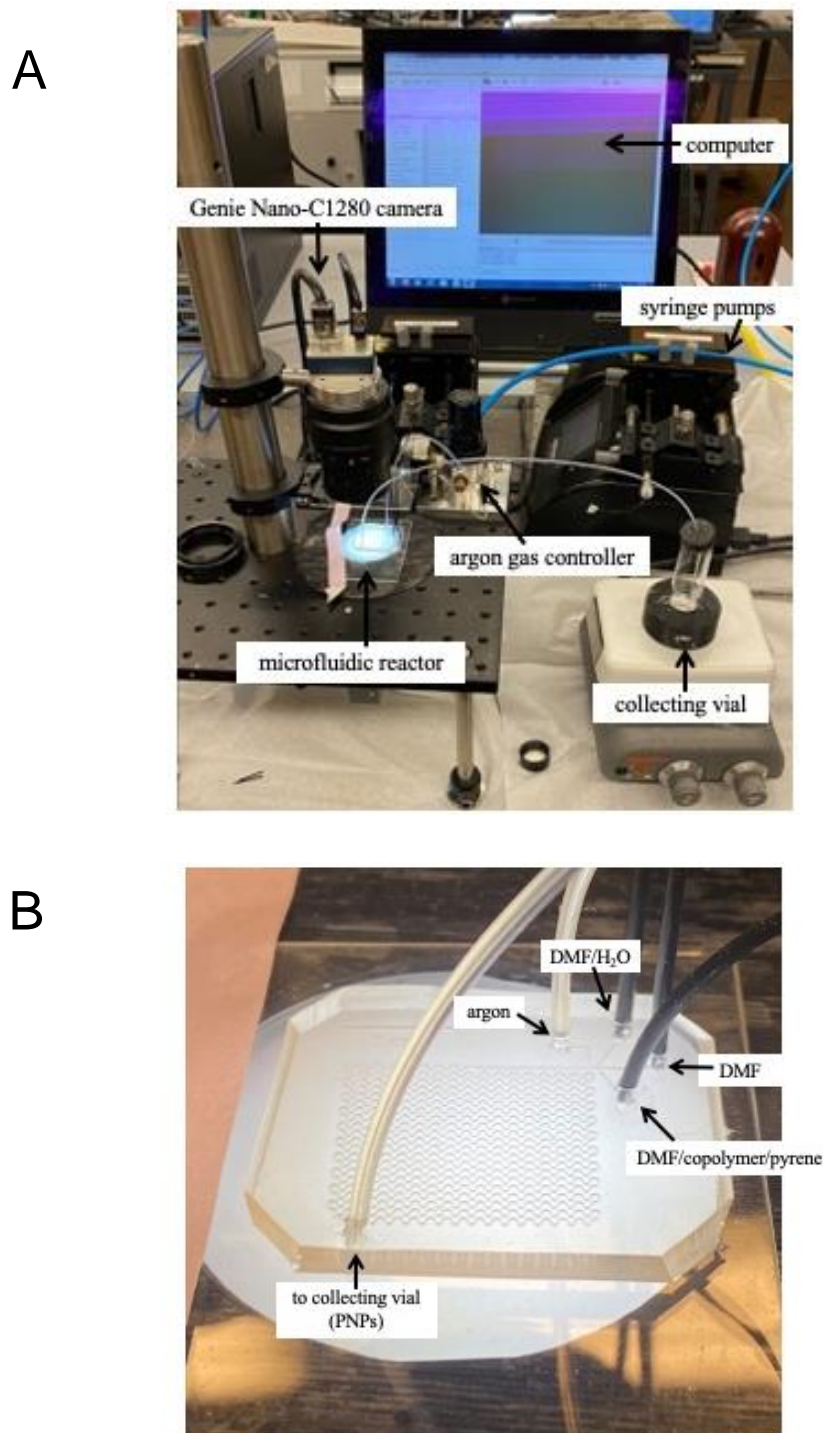 A
computer
Genie Nano-C1280 camera
syringe pumps
argon gas controller
microfluidic reactor
collecting vial
B
DMF/H₂O
argon
DMF
DMF/copolymer/pyrene
to collecting vial
(PNPs)